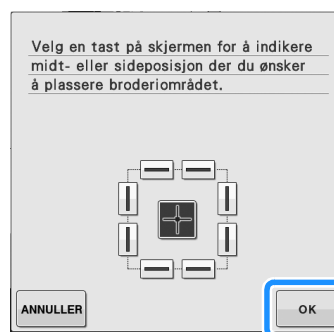 Velg en tast på skjermen for å indikere
midt- eller sideposisjon der du ønsker
å plassere broderiområdet.
ANNULLER
OK